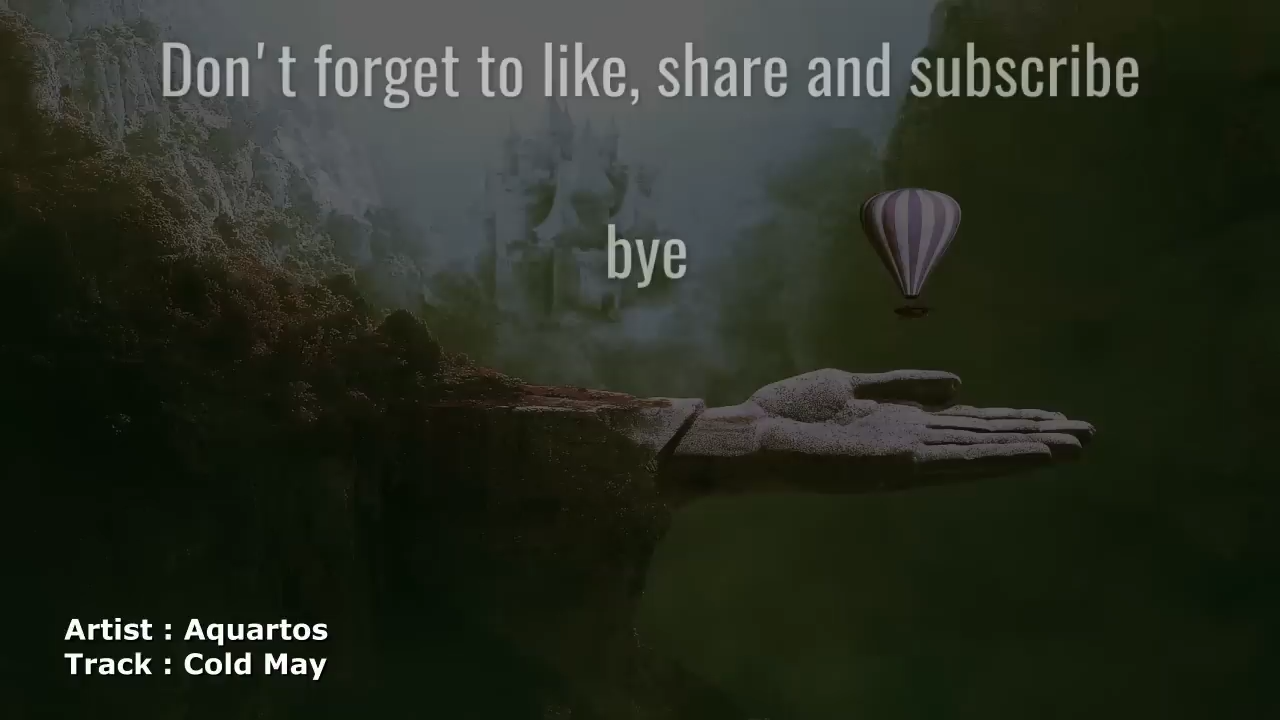 Don't forget to like, share and subscribe
bye
Artist : Aquartos
Track : Cold May